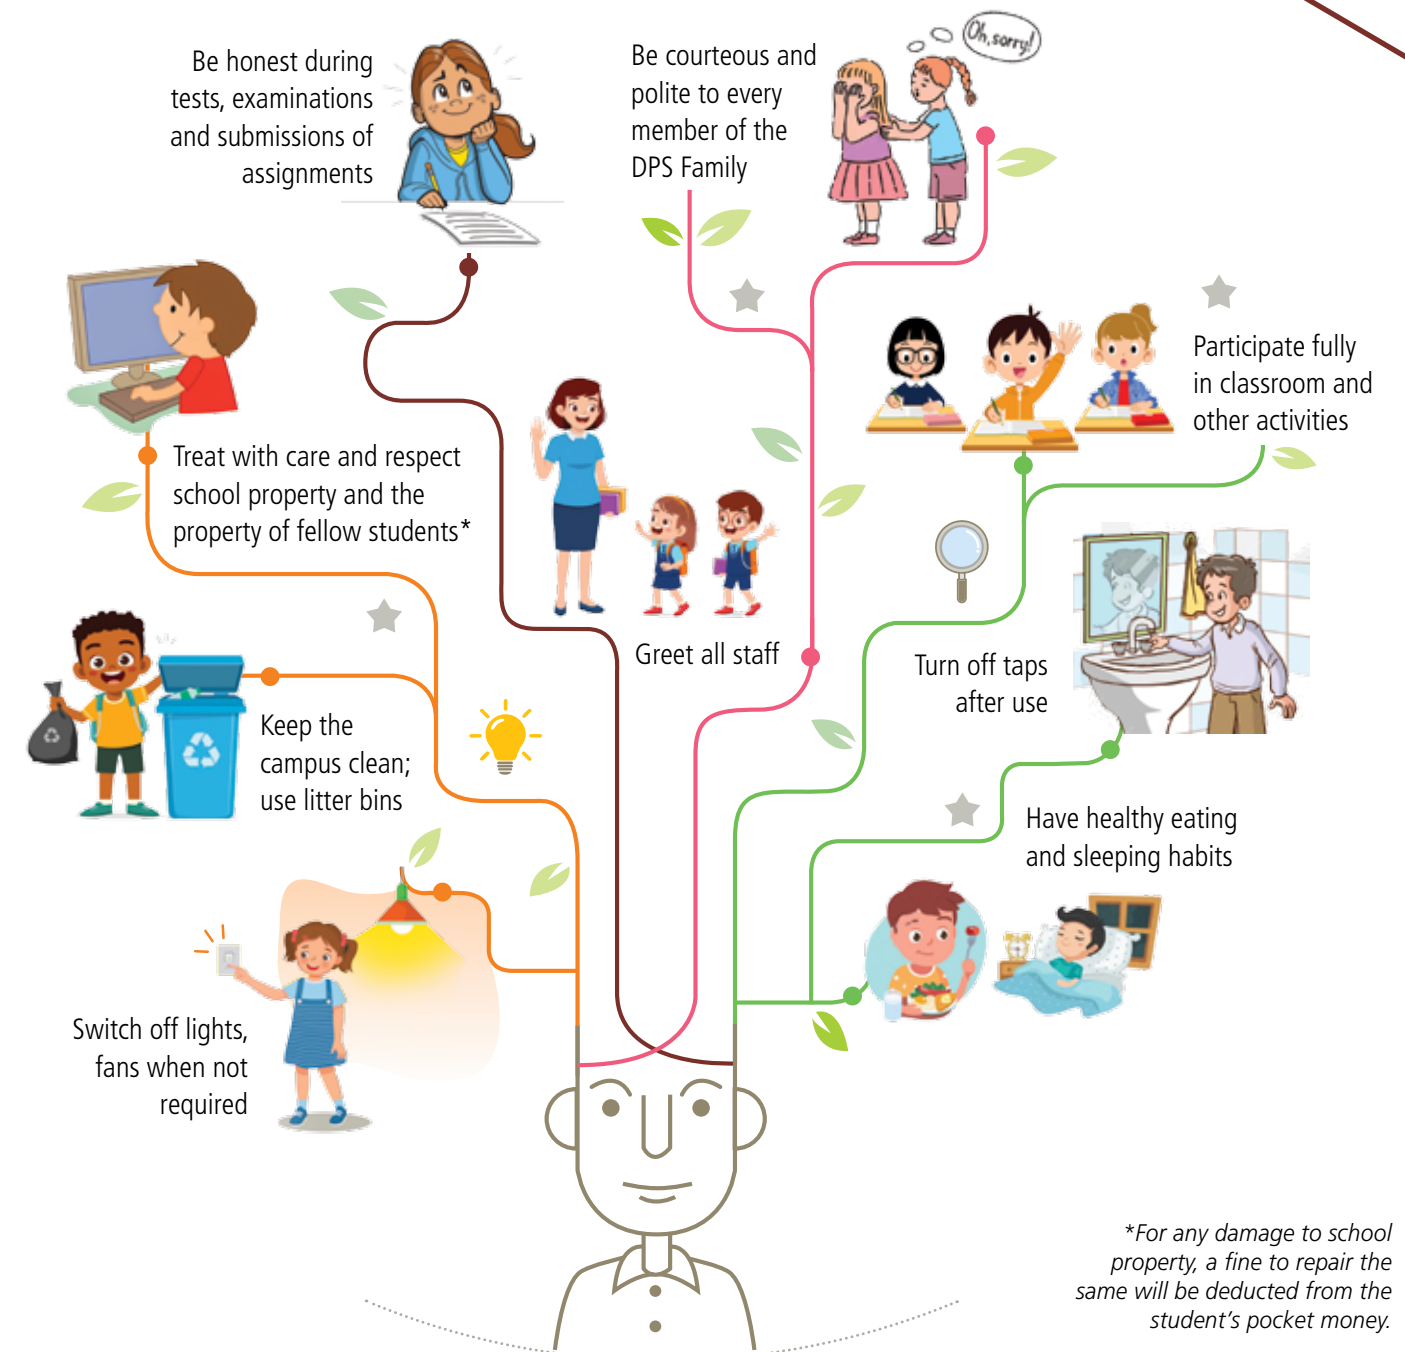 Be honest during
tests, examinations
and submissions of
assignments
Be courteous and
polite to every
member of the
DPS Family
Oh, sorry!
Participate fully
in classroom and
other activities
Treat with care and respect
school property and the
property of fellow students*
Greet all staff
Turn off taps
after use
Keep the
campus clean;
use litter bins
Have healthy eating
and sleeping habits
Switch off lights,
fans when not
required
*For any damage to school
property, a fine to repair the
same will be deducted from the
student's pocket money.